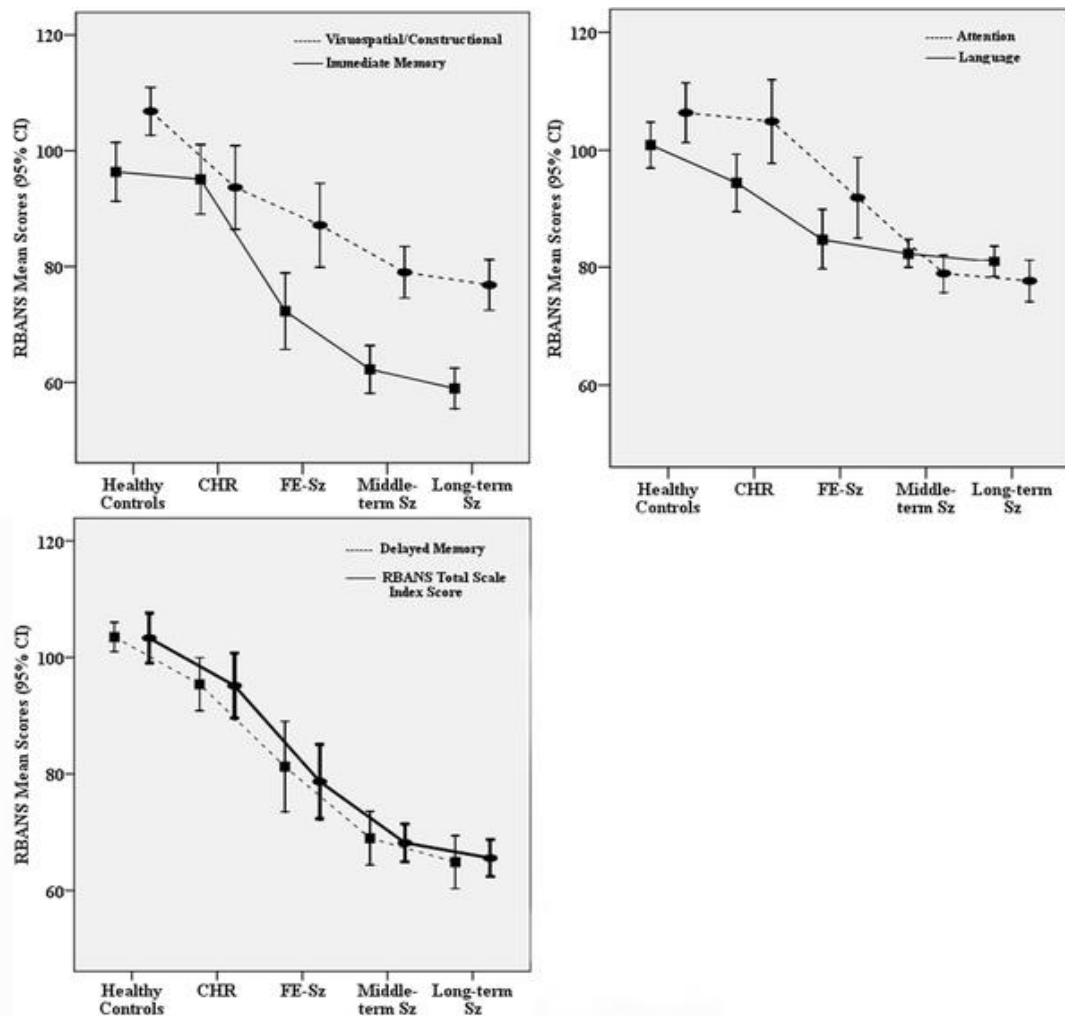 120
100
80
60
RBANS Mean Scores (95% CI)
Visuospatial/Constructional
Immediate Memory
Healthy Controls
CHR
FE-Sz
Middle-term Sz
Long-term Sz
120
100
80
60
RBANS Mean Scores (95% CI)
Attention
Language
Healthy Controls
CHR
FE-Sz
Middle-term Sz
Long-term Sz
120
100
80
60
RBANS Mean Scores (95% CI)
Delayed Memory
RBANS Total Scale
Index Score
Healthy Controls
CHR
FE-Sz
Middle-term Sz
Long-term Sz